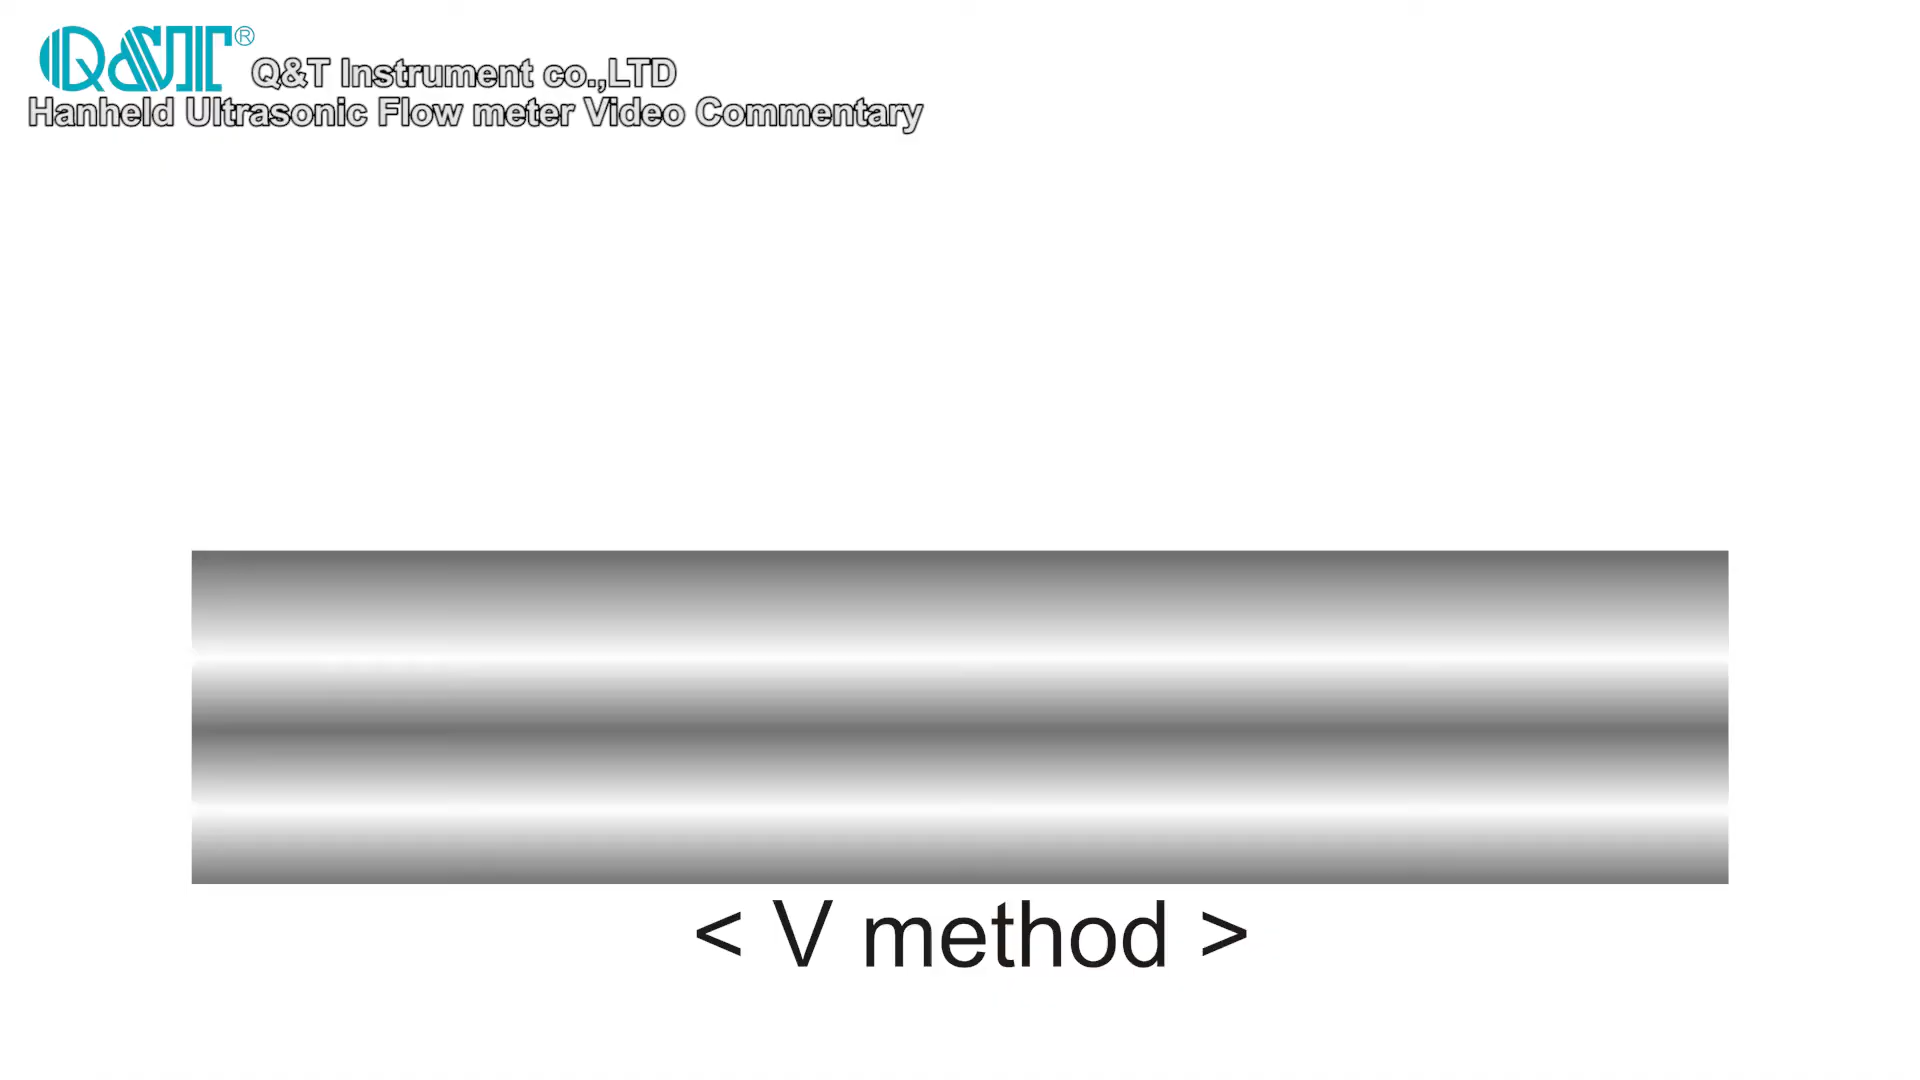 Q&T®
Q&T Instrument co.,LTD
Hanheld Ultrasonic Flow meter Video Commentary
< V method >